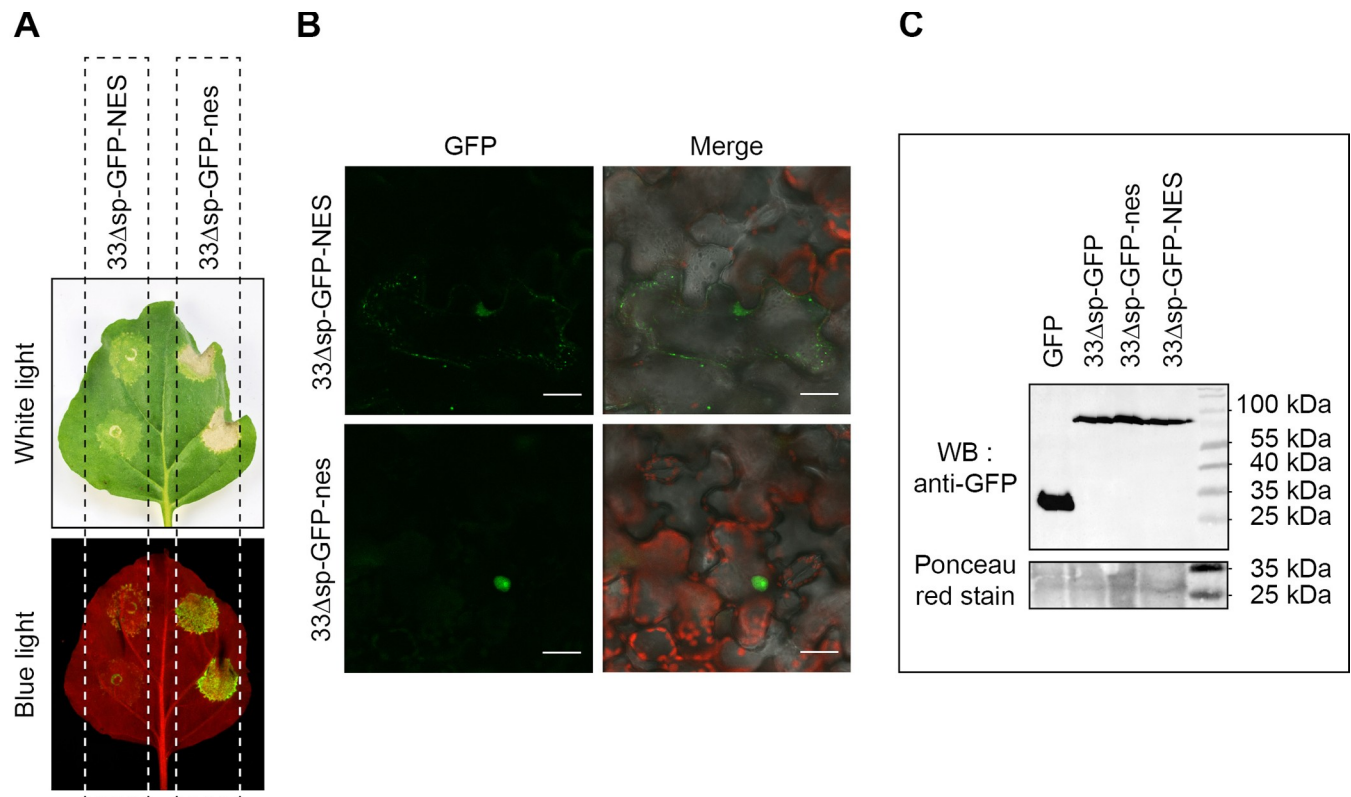 A
B
C
33Δsp-GFP-NES
33Δsp-GFP-nes
White light
Blue light
GFP
Merge
33Δsp-GFP-NES
33Δsp-GFP-nes
GFP
33Δsp-GFP
33Δsp-GFP-nes
33Δsp-GFP-NES
WB :
anti-GFP
100 kDa
55 kDa
40 kDa
35 kDa
25 kDa
Ponceau
red stain
35 kDa
25 kDa